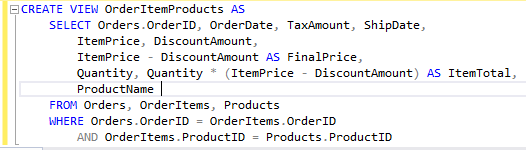 CREATE VIEW OrderItemProducts AS
SELECT Orders.OrderID, OrderDate, TaxAmount, ShipDate,
ItemPrice, DiscountAmount,
ItemPrice - DiscountAmount AS FinalPrice,
Quantity, Quantity * (ItemPrice - DiscountAmount) AS ItemTotal,
ProductName
FROM Orders, OrderItems, Products
WHERE Orders.OrderID = OrderItems.OrderID
AND OrderItems.ProductID = Products.ProductID